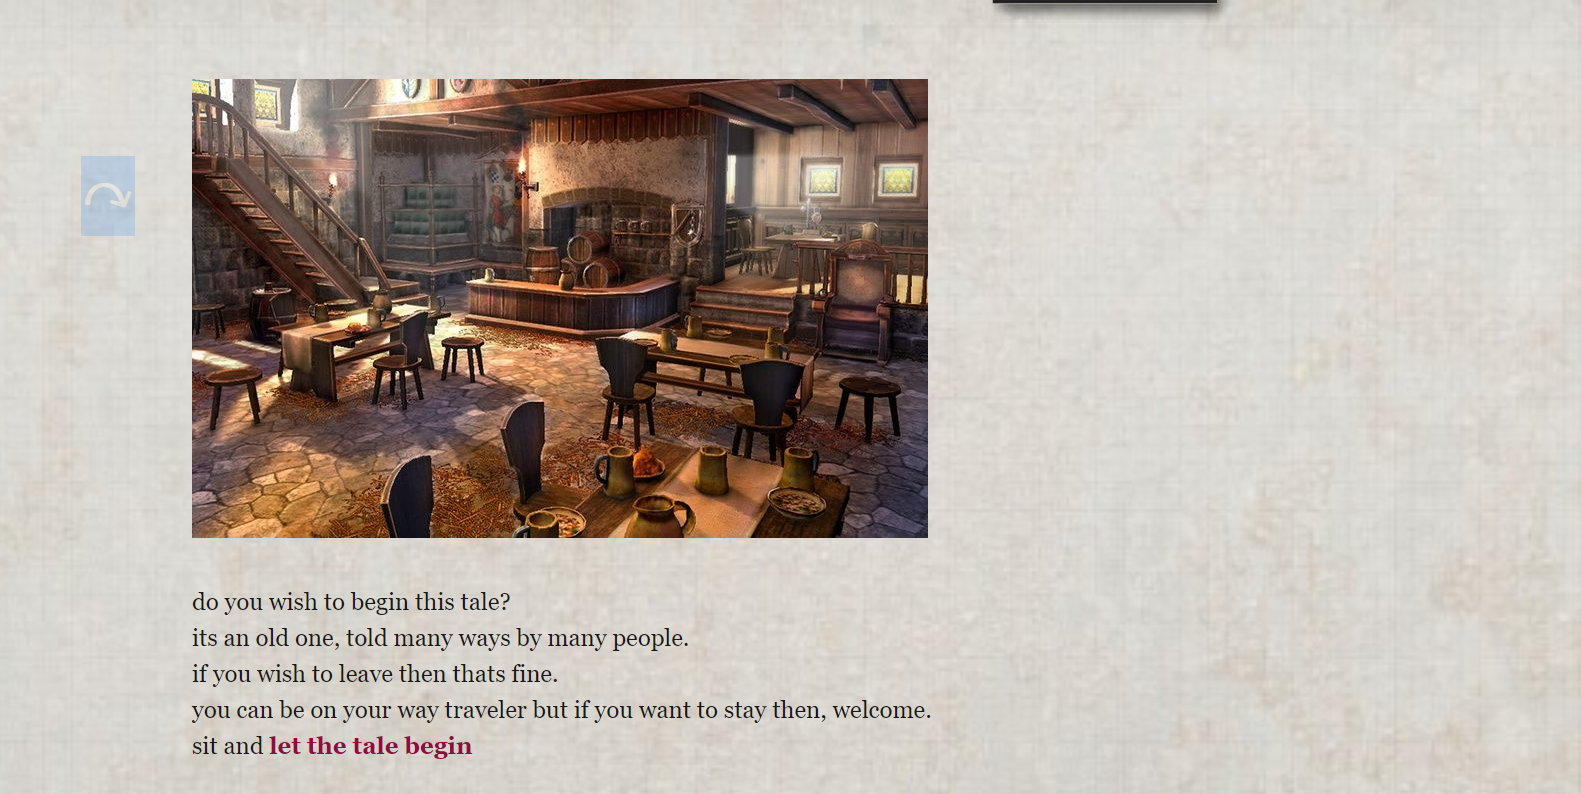 do you wish to begin this tale?
its an old one, told many ways by many people.
if you wish to leave then thats fine.
you can be on your way traveler but if you want to stay then, welcome.
sit and let the tale begin